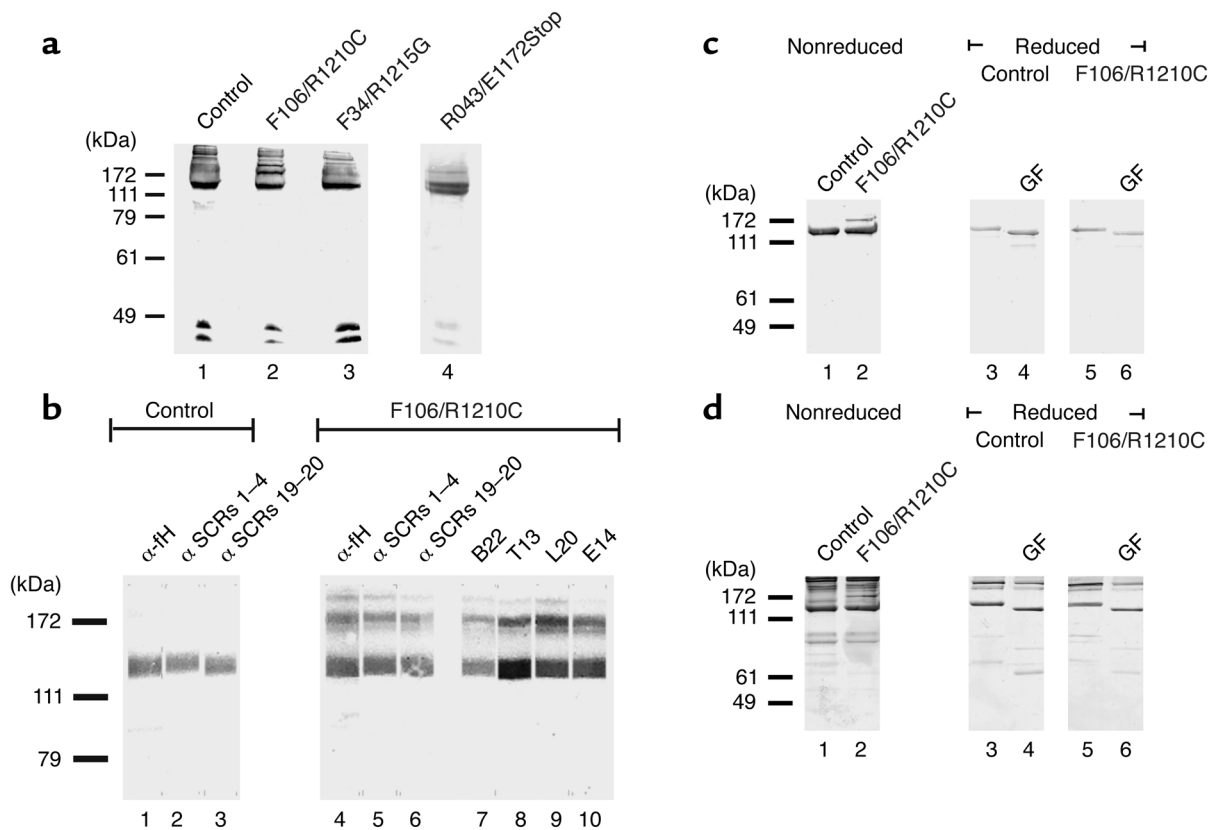 a
Control
F106/R1210C
F34/R1215G
R043/E1172Stop
(kDa)
172
111
79
61
49
1 2 3 4
b
Control
F106/R1210C
α-fH
α SCRs 1–4
α SCRs 19–20
α-fH
α SCRs 1–4
α SCRs 19–20
B22
T13
L20
E14
(kDa)
172
111
79
1 2 3 4 5 6 7 8 9 10
c
Nonreduced
Reduced
Control F106/R1210C
Control
F106/R1210C
GF GF
(kDa)
172
111
61
49
1 2 3 4 5 6
d
Nonreduced
Reduced
Control F106/R1210C
Control
F106/R1210C
GF GF
(kDa)
172
111
61
49
1 2 3 4 5 6